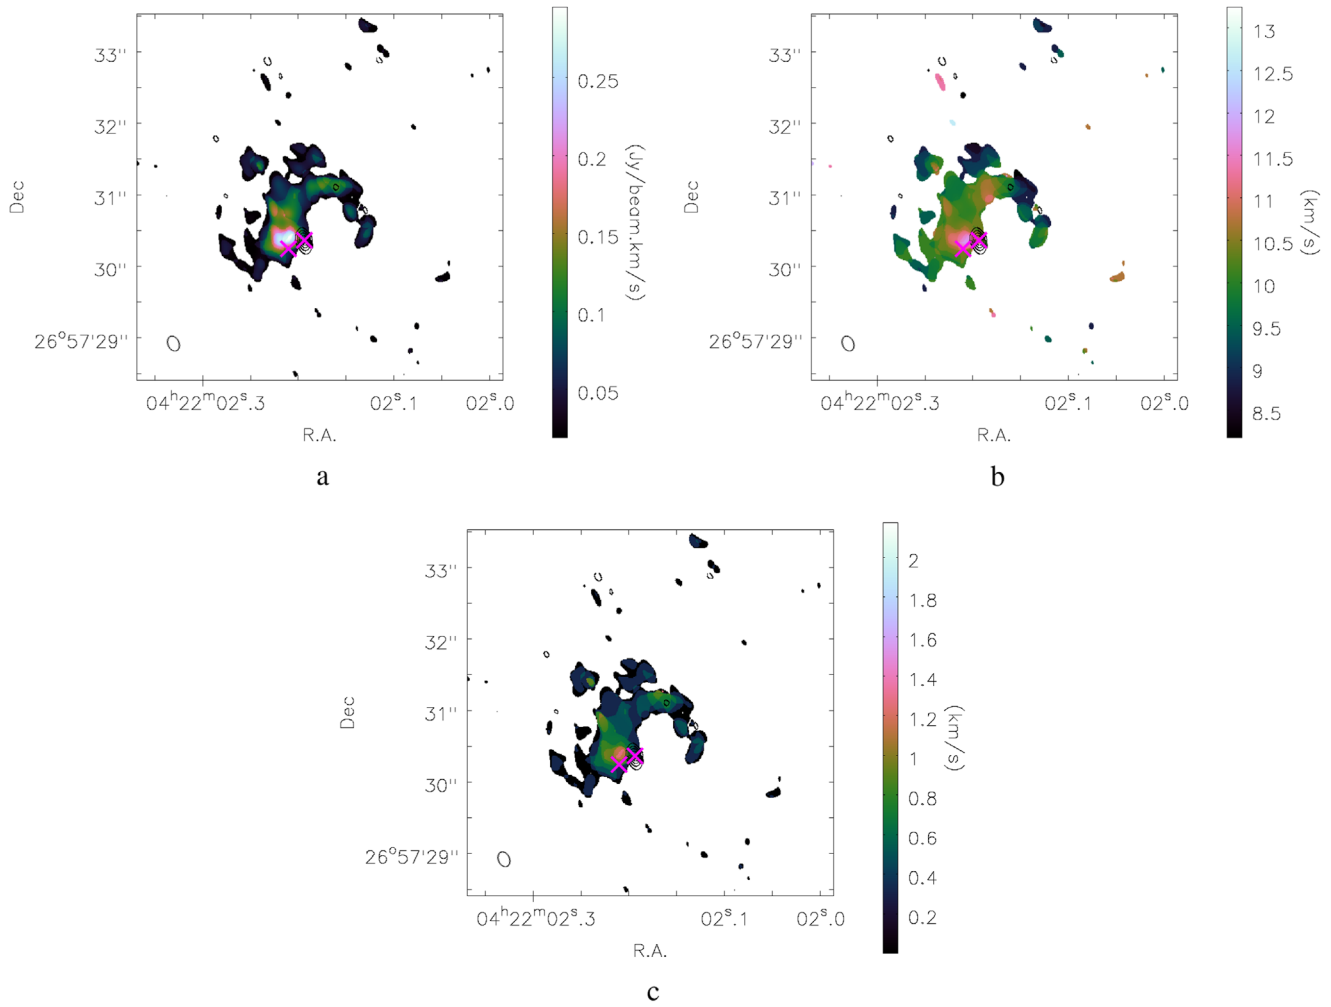 33''
32''
31''
30''
26°57'29''
Dec
04ʰ22ᵐ02ˢ.3
02ˢ.1
02ˢ.0
R.A.
0.25
0.2
0.15
0.1
0.05
(Jy/beam.km/s)
a
33''
32''
31''
30''
26°57'29''
Dec
04ʰ22ᵐ02ˢ.3
02ˢ.1
02ˢ.0
R.A.
13
12.5
12
11.5
11
10.5
10
9.5
9
8.5
(km/s)
b
33''
32''
31''
30''
26°57'29''
Dec
04ʰ22ᵐ02ˢ.3
02ˢ.1
02ˢ.0
R.A.
2
1.8
1.6
1.4
1.2
1
0.8
0.6
0.4
0.2
(km/s)
c